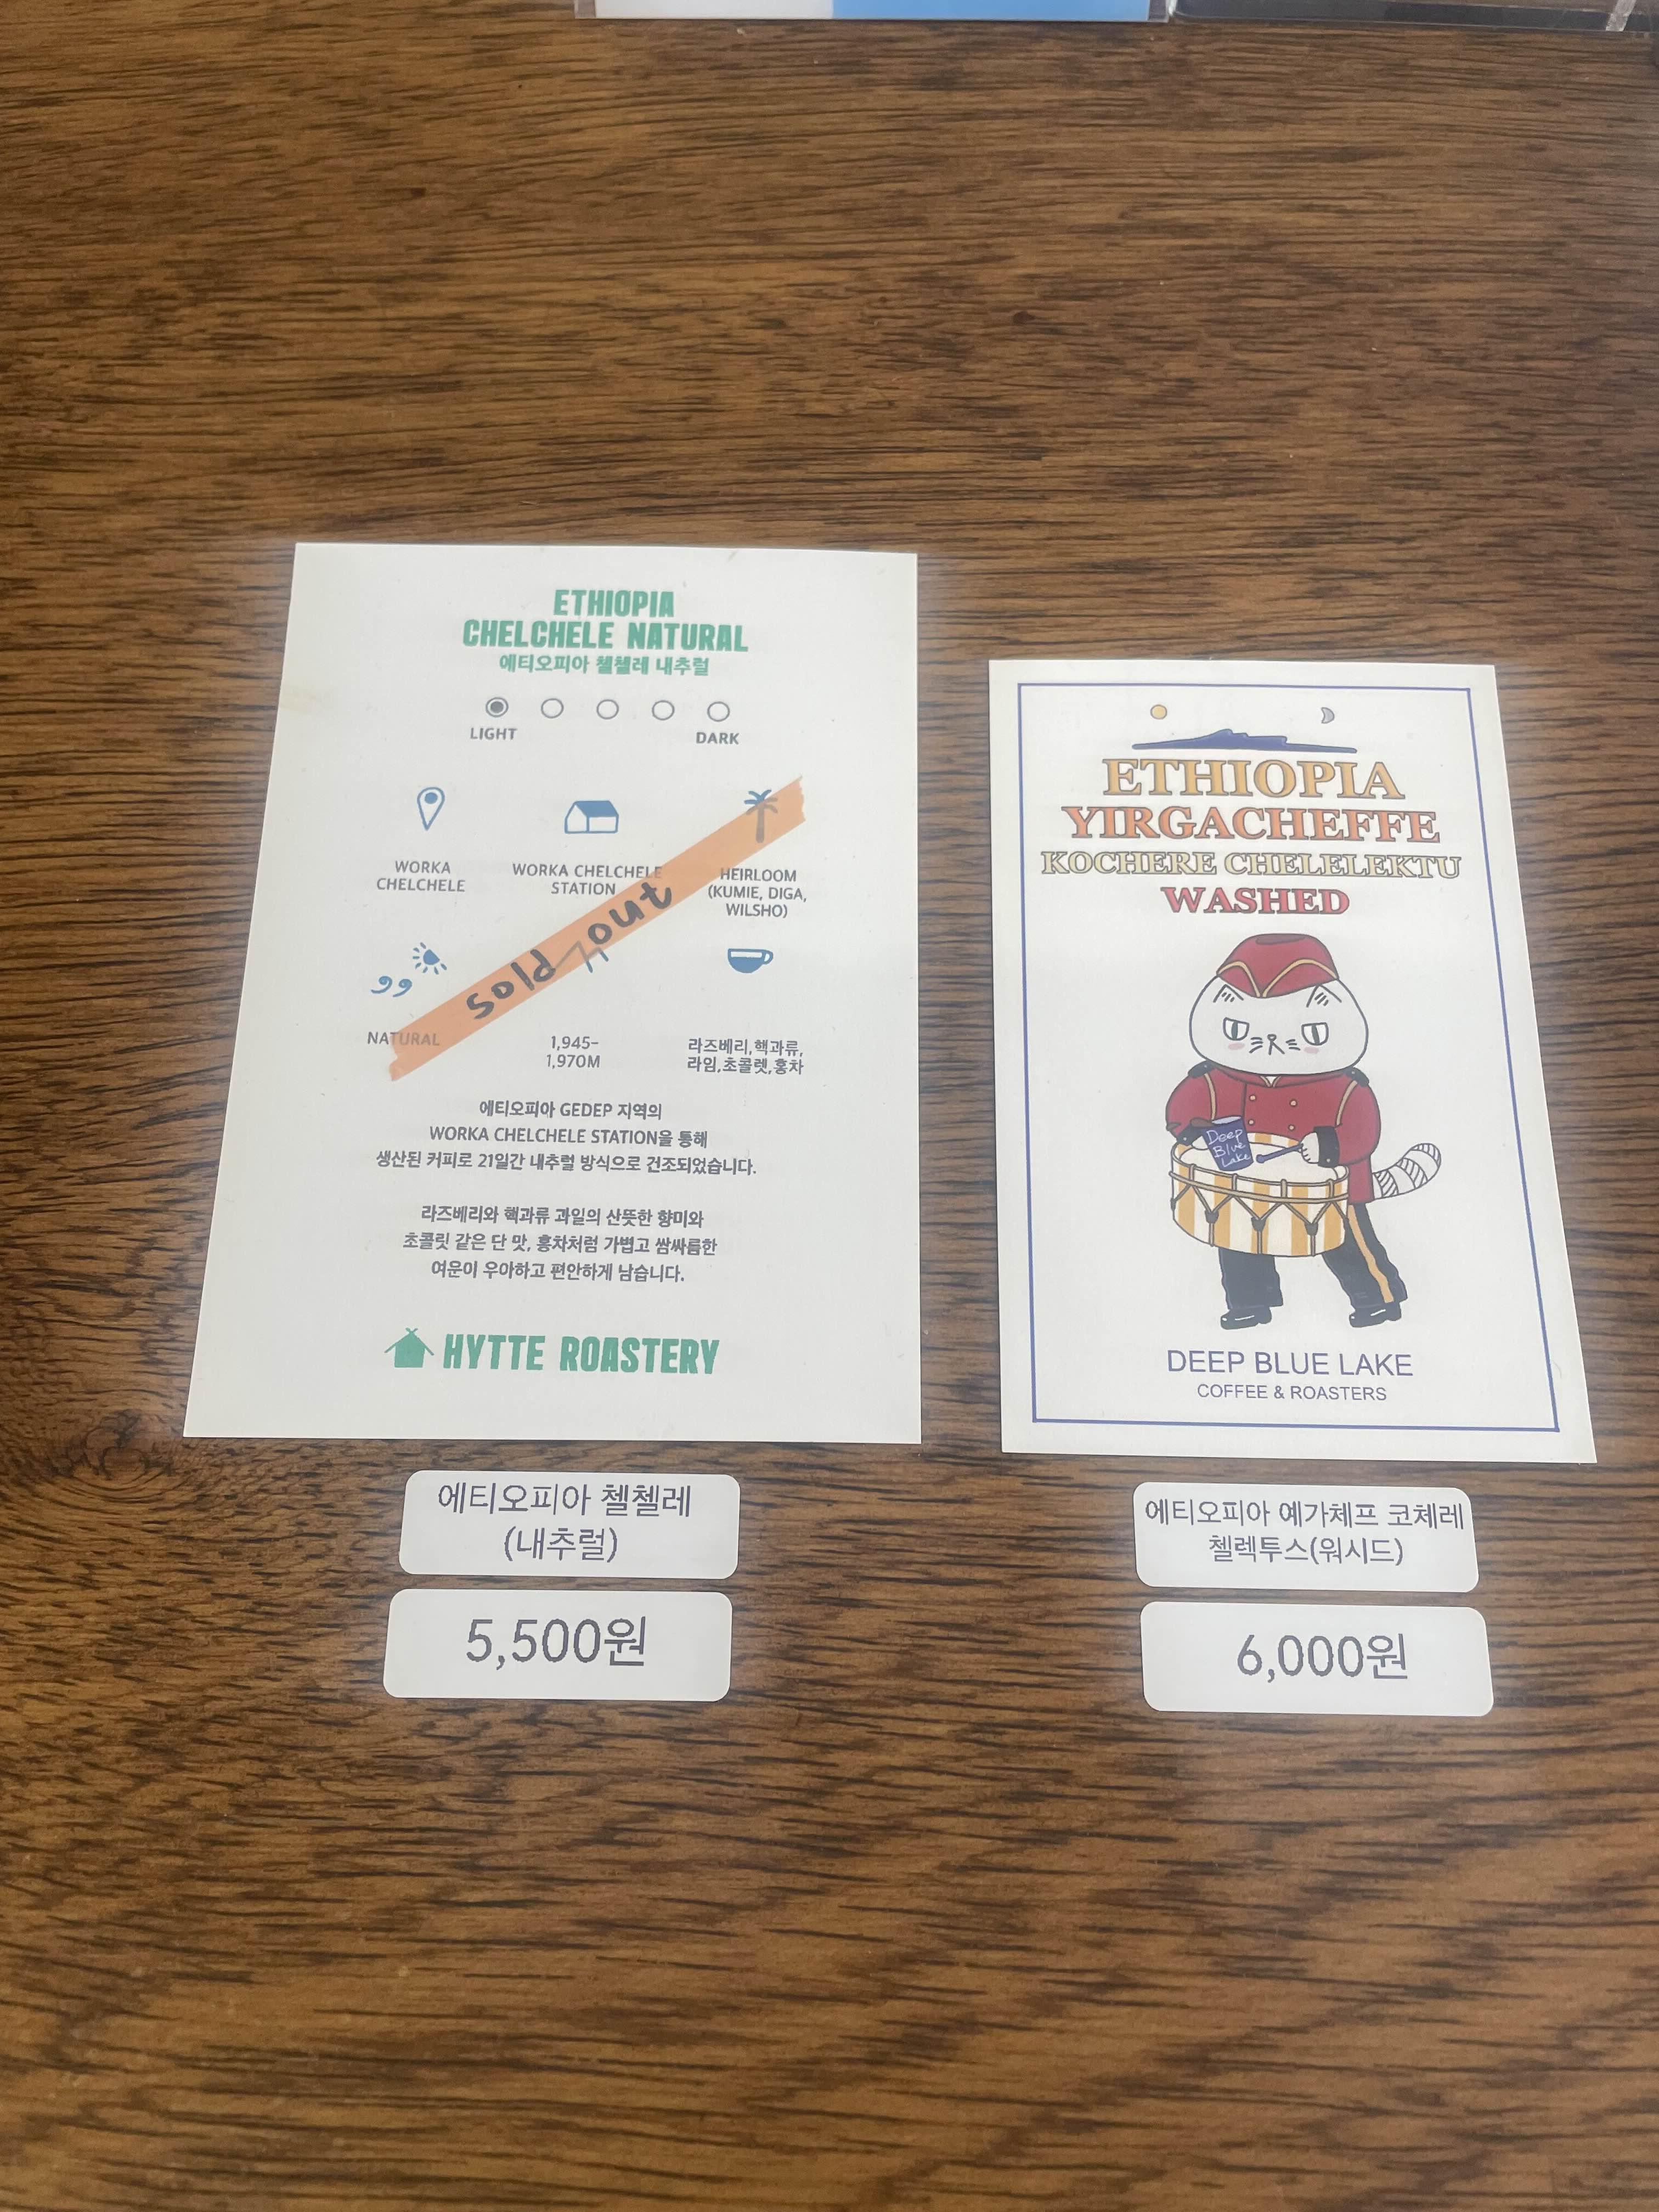 ETHIOPIA
CHELCHELE NATURAL
에티오피아 첼첼레 내추럴
LIGHT
DARK
WORKA
CHELCHELE
WORKA CHELCHELE
STATION
HEIRLOOM
(KUMIE, DIGA,
WILSHO)
sold out
NATURAL
1,945-
1,970M
라즈베리,핵과류,
라임,초콜렛,홍차
에티오피아 GEDEP 지역의
WORKA CHELCHELE STATION을 통해
생산된 커피로 21일간 내추럴 방식으로 건조되었습니다.
라즈베리와 핵과류 과일의 산뜻한 향미와
초콜릿 같은 단 맛, 홍차처럼 가볍고 쌈싸름한
여운이 우아하고 편안하게 남습니다.
HYTTE ROASTERY
에티오피아 첼첼레
(내추럴)
5,500원
ETHIOPIA
YIRGACHEFFE
KOCHERE CHELELEKTU
WASHED
Deep
Blue
Lake
DEEP BLUE LAKE
COFFEE & ROASTERS
에티오피아 예가체프 코체레
첼렉투스(워시드)
6,000원